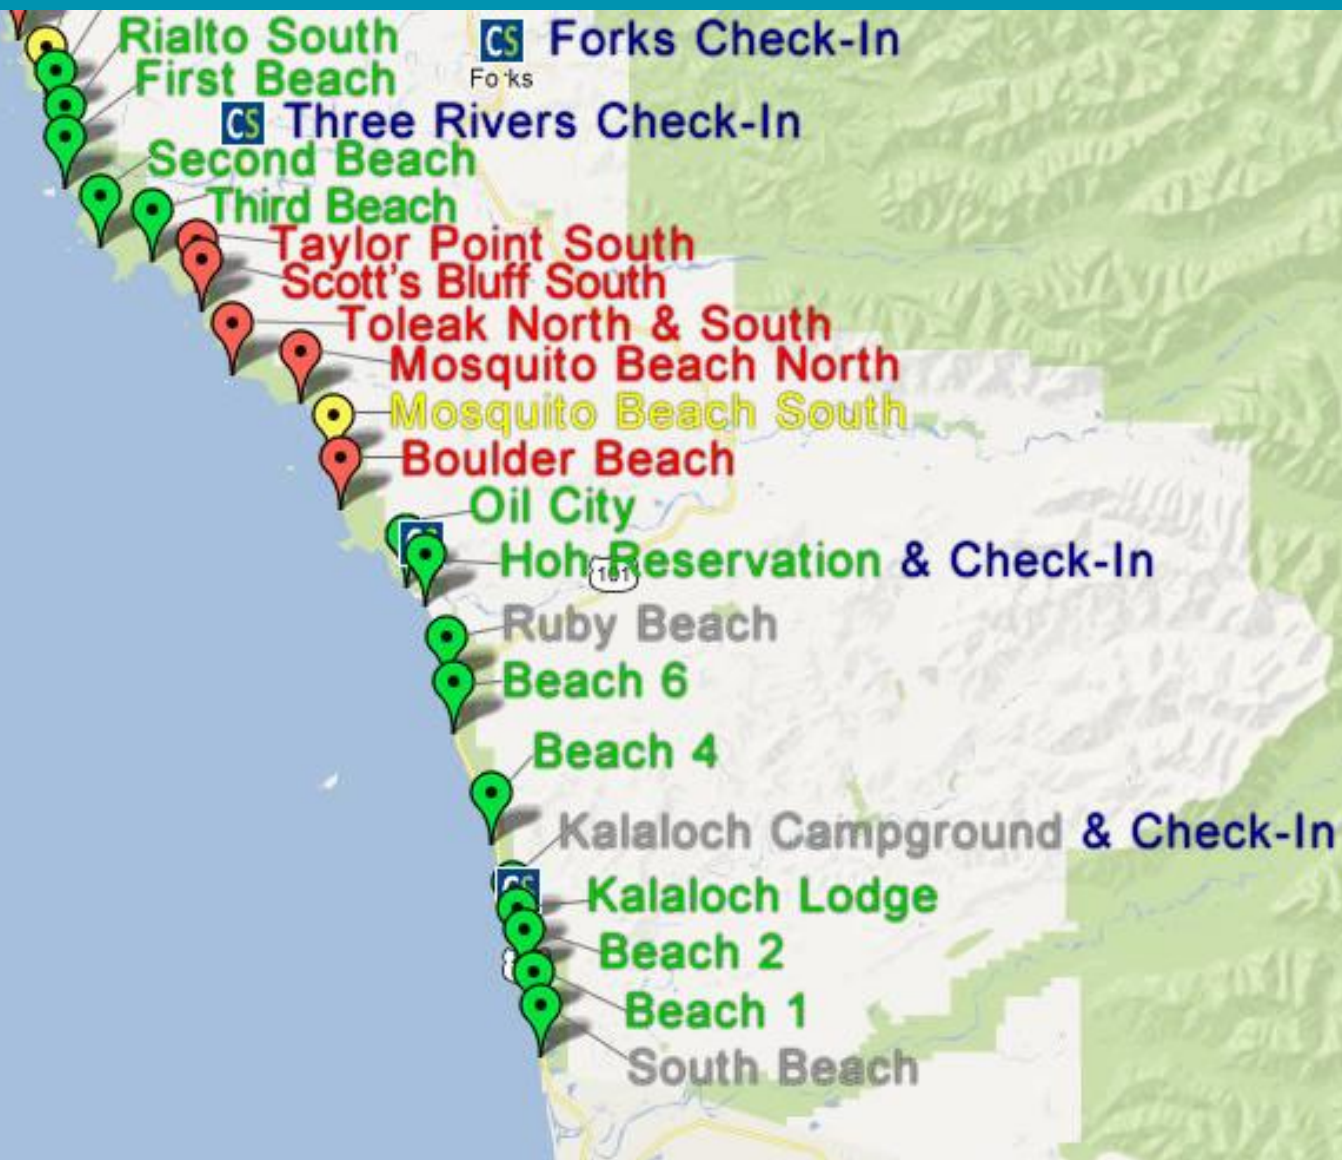 Rialto South
CS Forks Check-In
Forks
First Beach
CS Three Rivers Check-In
Second Beach
Third Beach
Taylor Point South
Scott's Bluff South
Toleak North & South
Mosquito Beach North
Mosquito Beach South
Boulder Beach
Oil City
Hoh Reservation & Check-In
101
Ruby Beach
Beach 6
Beach 4
Kalaloch Campground & Check-In
Kalaloch Lodge
Beach 2
Beach 1
South Beach